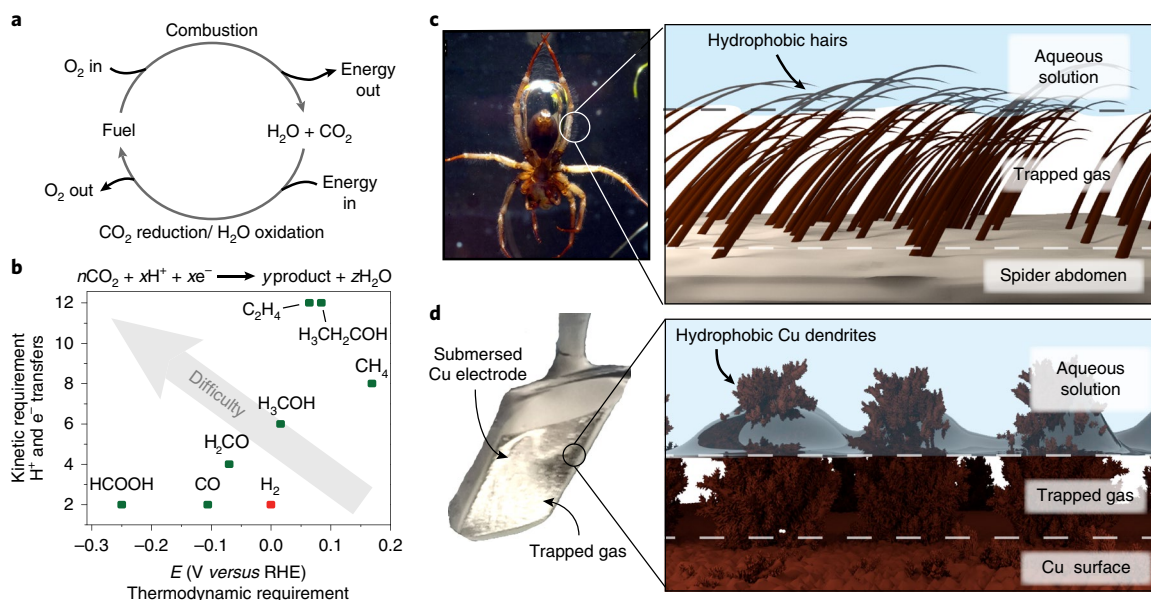 a
Combustion
O₂ in
Energy
out
Fuel
H₂O + CO₂
O₂ out
Energy
in
CO₂ reduction/ H₂O oxidation
b
nCO₂ + xH⁺ + xe⁻ ⟶ y product + zH₂O
Kinetic requirement
H⁺ and e⁻ transfers
12
10
8
6
4
2
C₂H₄
H₃CH₂COH
CH₄
Difficulty
H₃COH
H₂CO
HCOOH
CO
H₂
−0.3
−0.2
−0.1
0.0
0.1
0.2
E (V versus RHE)
Thermodynamic requirement
c
Hydrophobic hairs
Aqueous
solution
Trapped gas
Spider abdomen
d
Submersed
Cu electrode
Trapped gas
Hydrophobic Cu dendrites
Aqueous
solution
Trapped gas
Cu surface